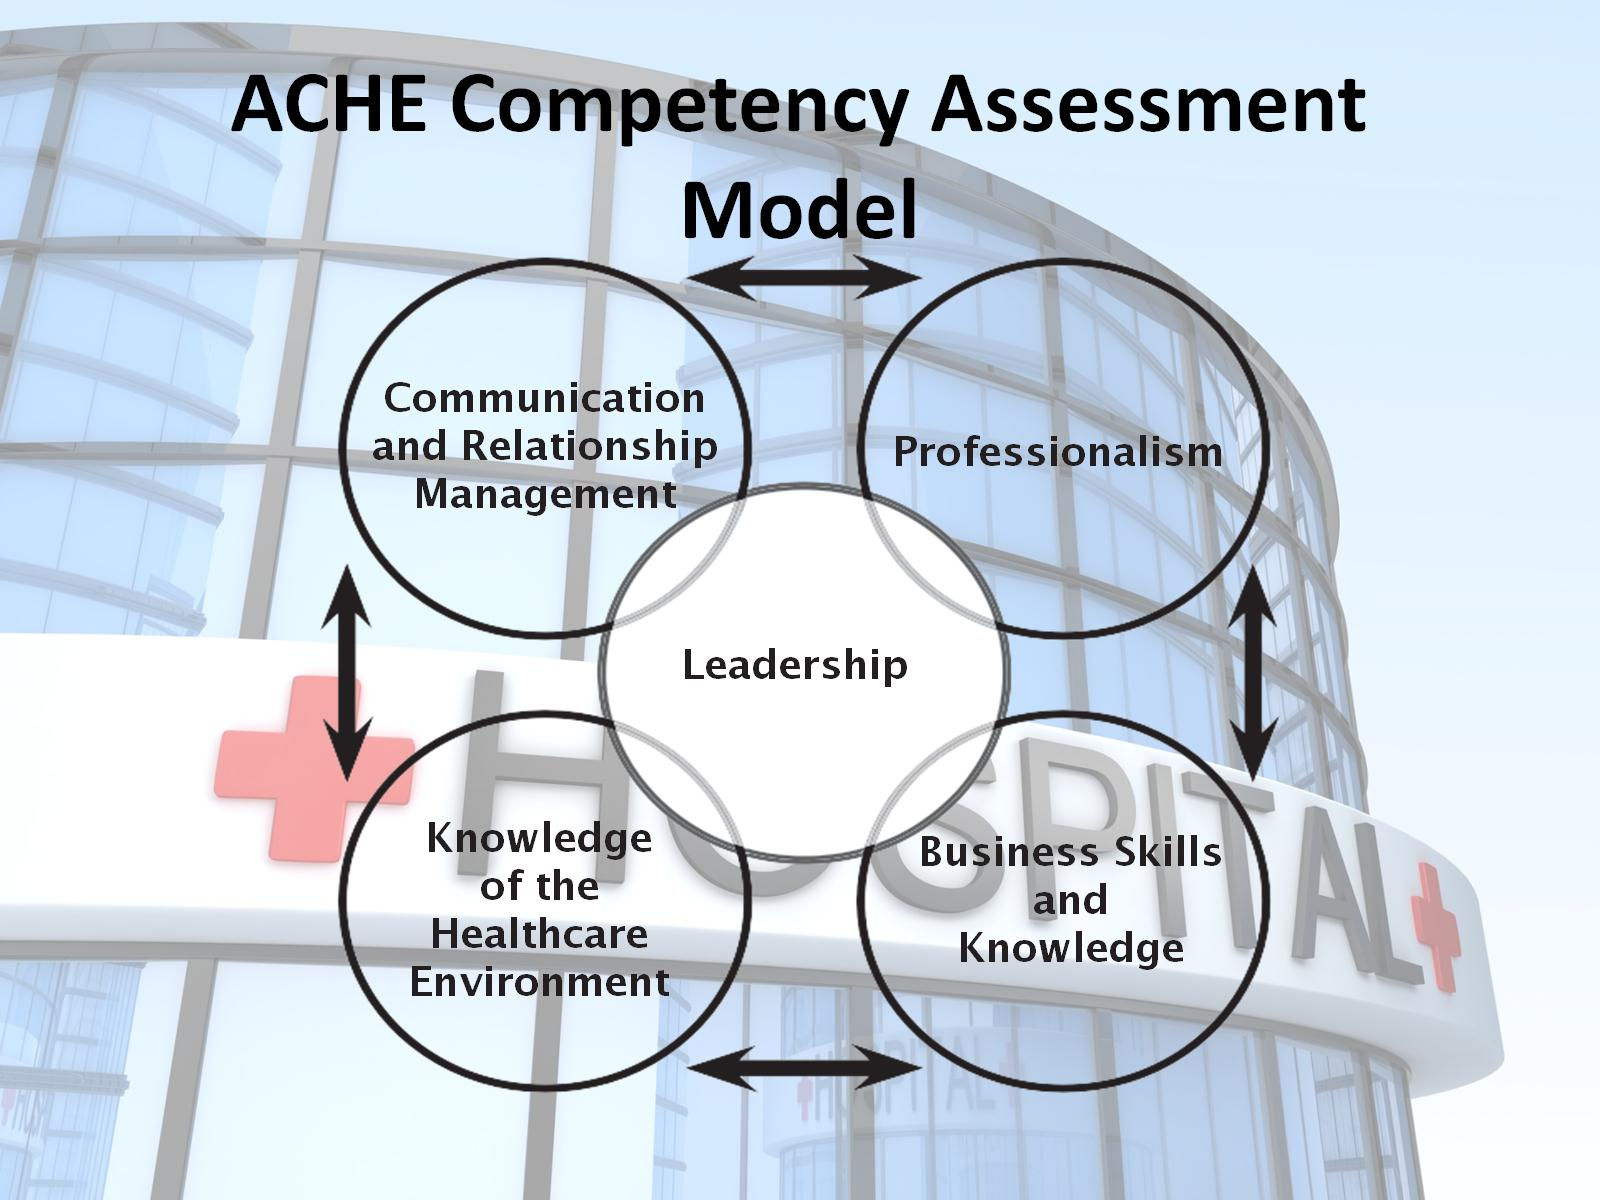 ACHE Competency Assessment
Model
Communication
and Relationship
Management
Professionalism
Leadership
Knowledge
of the
Healthcare
Environment
Business Skills
and
Knowledge
HOSPITAL
HOSPITAL